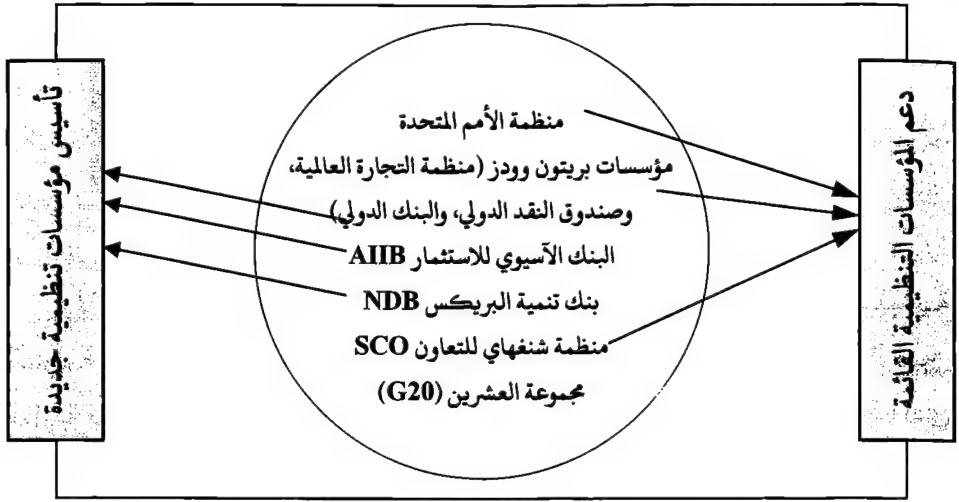 دعم المؤسسات التنظيمية القائمة
منظمة الأمم المتحدة
مؤسسات بريتون وودز (منظمة التجارة العالمية،
وصندوق النقد الدولي، والبنك الدولي)
البنك الآسيوي للاستثمار AIIB
بنك تنمية البريكس NDB
منظمة شنغهاي للتعاون SCO
مجموعة العشرين (G20)
تأسيس مؤسسات تنظيمية جديدة